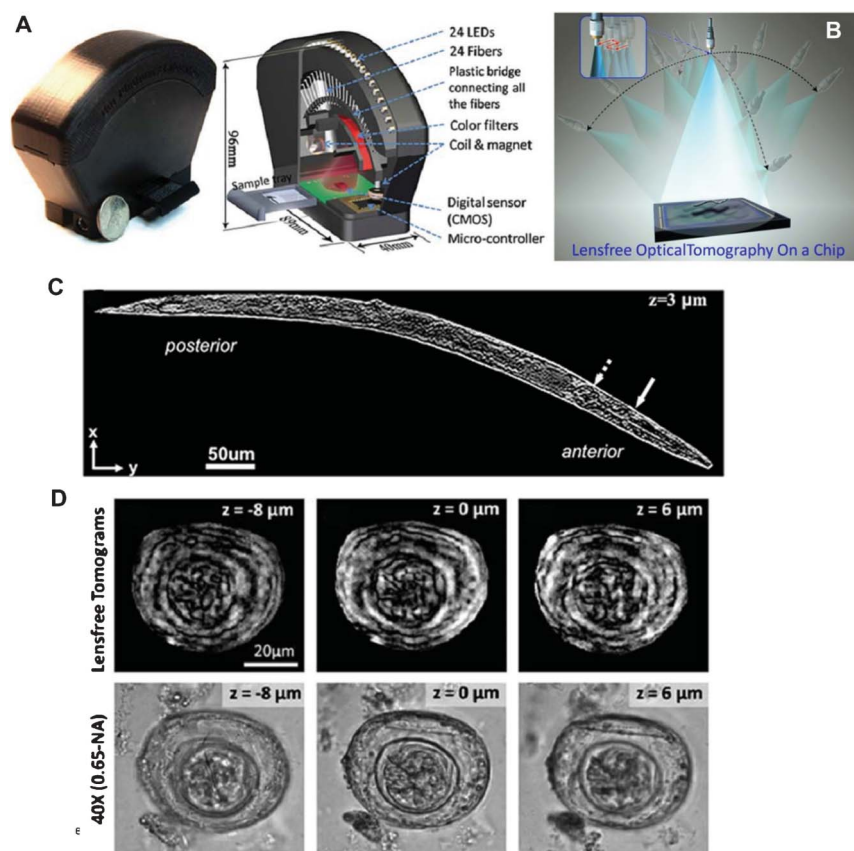 A
24 LEDs
24 Fibers
Plastic bridge
connecting all
the fibers
Color filters
Coil & magnet
Digital sensor
(CMOS)
Micro-controller
96mm
Sample tray
89mm
40mm
B
Lensfree OpticalTomography On a Chip
C
z=3 µm
posterior
anterior
x
y
50um
D
Lensfree Tomograms
z = -8 µm
z = 0 µm
z = 6 µm
20µm
40X (0.65-NA)
z = -8 µm
z = 0 µm
z = 6 µm